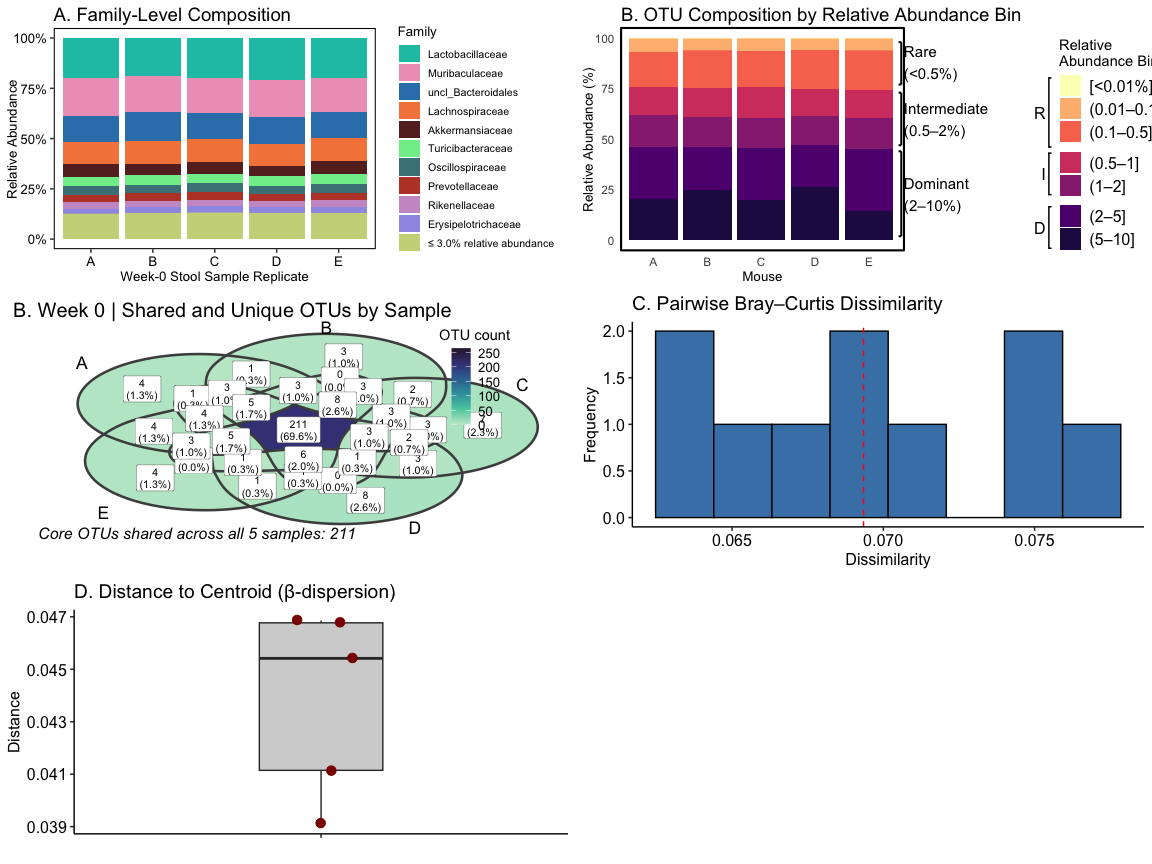 A. Family-Level Composition
100%
75%
50%
25%
0%
Relative Abundance
A B C D E
Week-0 Stool Sample Replicate
Family
Lactobacillaceae
Muribaculaceae
uncl_Bacteroidales
Lachnospiraceae
Akkermansiaceae
Turicibacteraceae
Oscillospiraceae
Prevotellaceae
Rikenellaceae
Erysipelotrichaceae
≤ 3.0% relative abundance
B. OTU Composition by Relative Abundance Bin
100
75
50
25
0
Relative Abundance (%)
A B C D E
Mouse
Rare
(<0.5%)
Intermediate
(0.5–2%)
Dominant
(2–10%)
Relative
Abundance Bin
R
[<0.01%]
(0.01–0.1
(0.1–0.5]
I
(0.5–1]
(1–2]
D
(2–5]
(5–10]
B. Week 0 | Shared and Unique OTUs by Sample
A
B
C
D
E
OTU count
250
200
150
100
50
0
3
(1.0%)
1
(0.3%)
4
(1.3%)
1
3
0
3
(1.0%)
3
2
(0.7%)
8
(2.6%)
5
(1.7%)
4
(1.3%)
3
4
(1.3%)
211
(69.6%)
3
(1.0%)
3
(2.3%)
5
(1.7%)
3
(1.0%)
2
(0.7%)
(0.0%)
(0.3%)
6
(2.0%)
1
(0.3%)
3
(1.0%)
4
(1.3%)
1
(0.3%)
(0.3%)
0
(0.0%)
8
(2.6%)
Core OTUs shared across all 5 samples: 211
C. Pairwise Bray–Curtis Dissimilarity
2.0
1.5
1.0
0.5
0.0
Frequency
0.065 0.070 0.075
Dissimilarity
D. Distance to Centroid (β-dispersion)
0.047
0.045
0.043
0.041
0.039
Distance